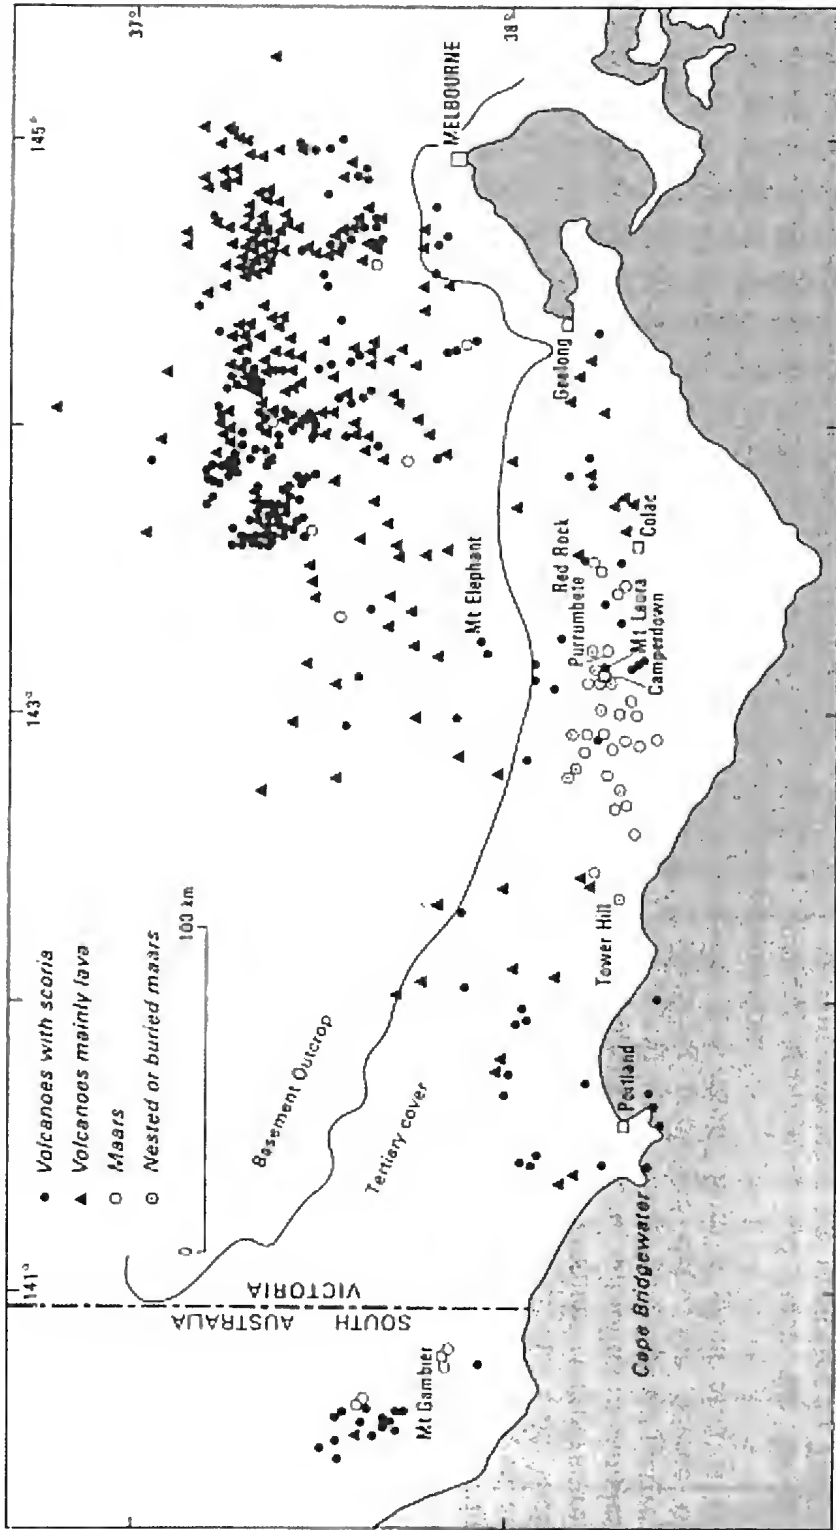 141°
143°
145°
37°
38°
Volcanoes with scoria
Volcanoes mainly lava
Maars
Nested or buried maars
0
100 km
Basement Outcrop
Tertiary cover
SOUTH AUSTRALIA
VICTORIA
Mt Gambier
Cape Bridgewater
Portland
Tower Hill
Mt Elephant
Purrumbete
Red Rock
Mt Laura
Camperdown
Colac
Geelong
MELBOURNE